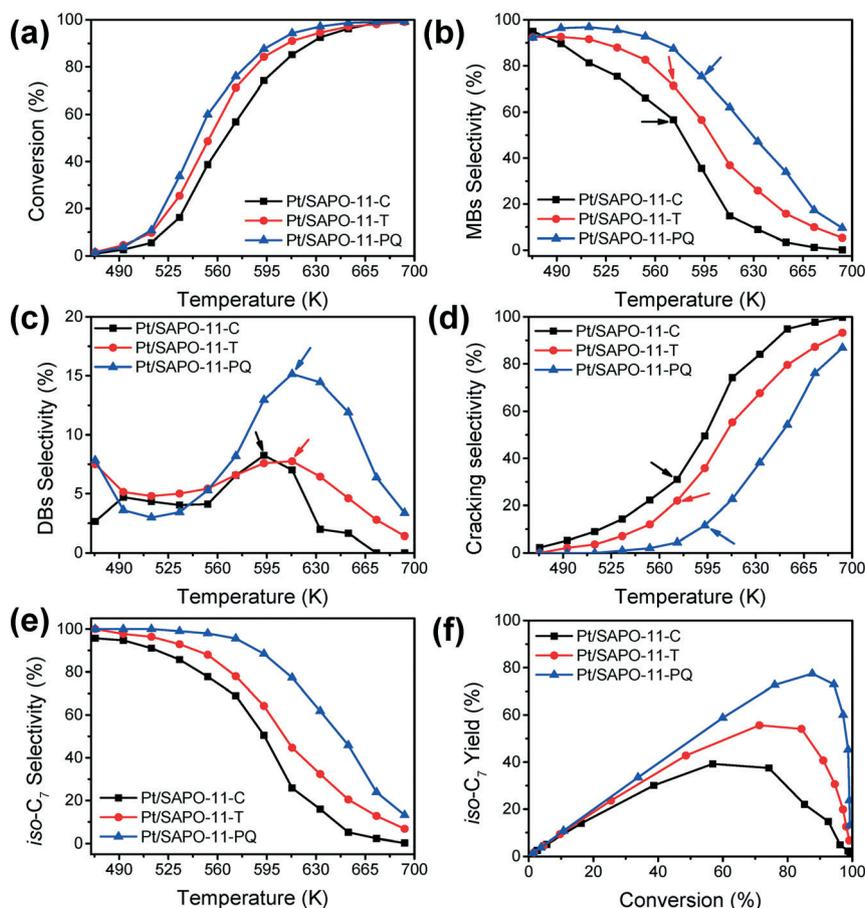 (a)
Conversion (%)
100
80
60
40
20
0
Pt/SAPO-11-C
Pt/SAPO-11-T
Pt/SAPO-11-PQ
490 525 560 595 630 665 700
Temperature (K)
(b)
MBs Selectivity (%)
100
80
60
40
20
0
Pt/SAPO-11-C
Pt/SAPO-11-T
Pt/SAPO-11-PQ
490 525 560 595 630 665 700
Temperature (K)
(c)
DBs Selectivity (%)
20
15
10
5
0
Pt/SAPO-11-C
Pt/SAPO-11-T
Pt/SAPO-11-PQ
490 525 560 595 630 665 700
Temperature (K)
(d)
Cracking selectivity (%)
100
80
60
40
20
0
Pt/SAPO-11-C
Pt/SAPO-11-T
Pt/SAPO-11-PQ
490 525 560 595 630 665 700
Temperature (K)
(e)
iso-C7 Selectivity (%)
100
80
60
40
20
0
Pt/SAPO-11-C
Pt/SAPO-11-T
Pt/SAPO-11-PQ
490 525 560 595 630 665 700
Temperature (K)
(f)
iso-C7 Yield (%)
100
80
60
40
20
0
Pt/SAPO-11-C
Pt/SAPO-11-T
Pt/SAPO-11-PQ
0 20 40 60 80 100
Conversion (%)